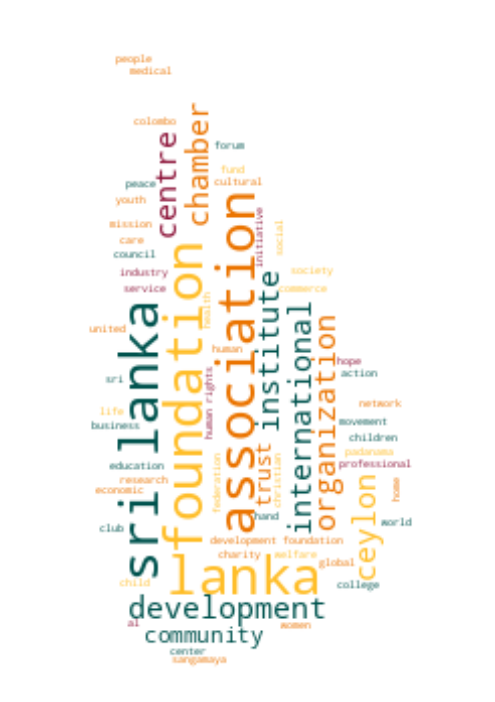 people
medical
colombo
chamber
centre
forum
fund
cultural
peace
youth
association
initiative
social
mission
care
council
foundation
industry
service
society
commerce
institute
health
sri lanka
international
organization
united
human
hope
action
human rights
sri
life
business
network
movement
children
trust
christian
federation
padanama
professional
education
research
economic
home
ceylon
hand
world
club
development foundation
charity
welfare
global
lanka
child
college
development
al
women
community
center
sangamaya